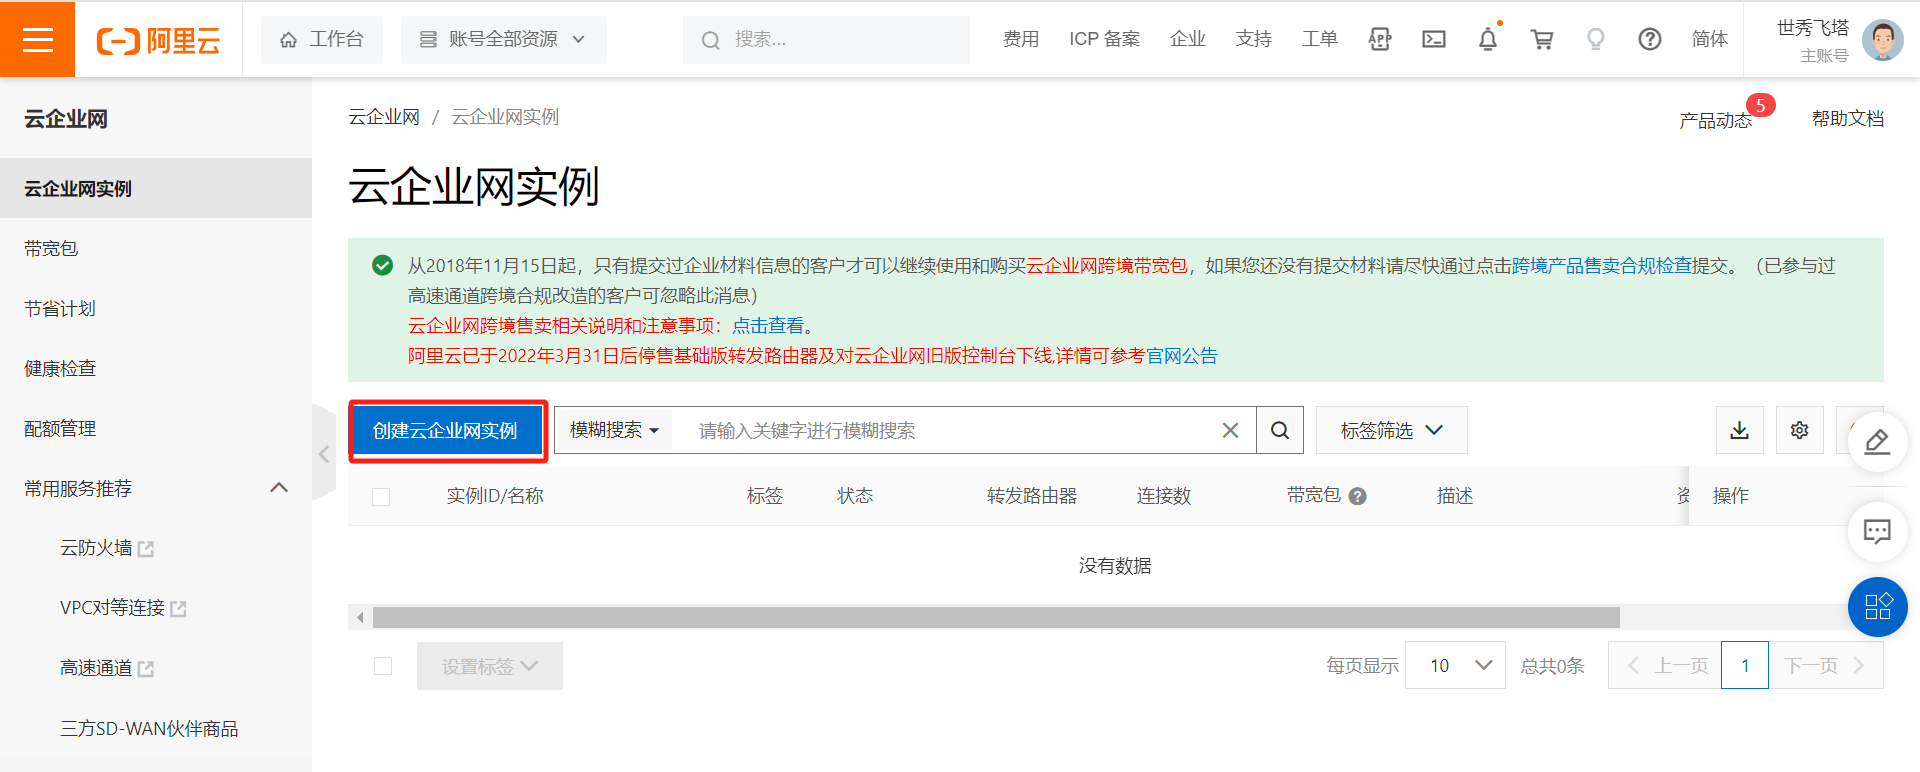 阿里云
工作台
账号全部资源
搜索...
费用
ICP 备案
企业
支持
工单
APP
简体
世秀飞塔
主账号
云企业网
云企业网实例
带宽包
节省计划
健康检查
配额管理
常用服务推荐
云防火墙
VPC对等连接
高速通道
三方SD-WAN伙伴商品
云企业网 / 云企业网实例
产品动态 5
帮助文档
云企业网实例
从2018年11月15日起，只有提交过企业材料信息的客户才可以继续使用和购买云企业网跨境带宽包，如果您还没有提交材料请尽快通过点击跨境产品售卖合规检查提交。（已参与过
高速通道跨境合规改造的客户可忽略此消息）
云企业网跨境售卖相关说明和注意事项：点击查看。
阿里云已于2022年3月31日后停售基础版转发路由器及对云企业网旧版控制台下线,详情可参考官网公告
创建云企业网实例
模糊搜索
请输入关键字进行模糊搜索
标签筛选
实例ID/名称 标签 状态 转发路由器 连接数 带宽包 描述 操作
没有数据
设置标签
每页显示 10 总共0条 上一页 1 下一页